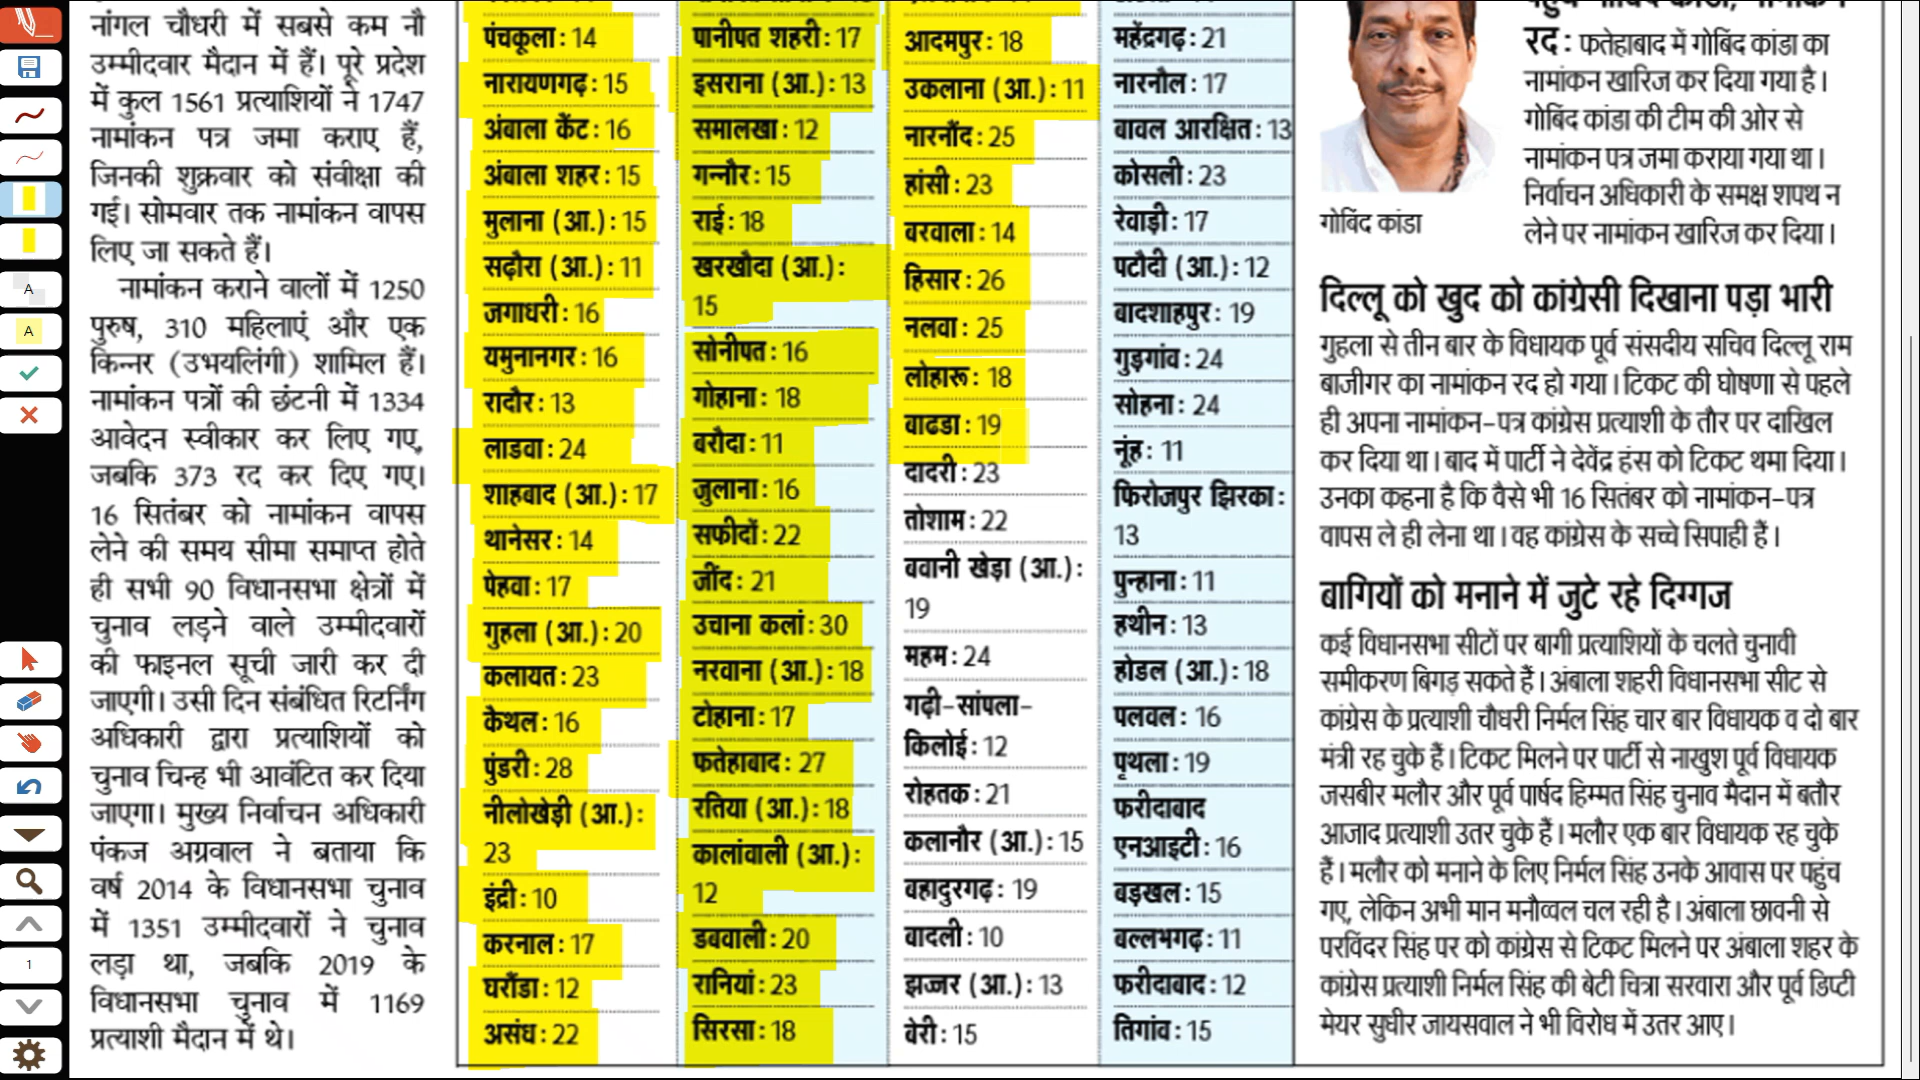 नांगल चौधरी में सबसे कम नौ
उम्मीदवार मैदान में हैं। पूरे प्रदेश
में कुल 1561 प्रत्याशियों ने 1747
नामांकन पत्र जमा कराए हैं,
जिनकी शुक्रवार को संवीक्षा की
गई। सोमवार तक नामांकन वापस
लिए जा सकते हैं।
नामांकन कराने वालों में 1250
पुरुष, 310 महिलाएं और एक
किन्नर (उभयलिंगी) शामिल हैं।
नामांकन पत्रों की छंटनी में 1334
आवेदन स्वीकार कर लिए गए,
जबकि 373 रद कर दिए गए।
16 सितंबर को नामांकन वापस
लेने की समय सीमा समाप्त होते
ही सभी 90 विधानसभा क्षेत्रों में
चुनाव लड़ने वाले उम्मीदवारों
की फाइनल सूची जारी कर दी
जाएगी। उसी दिन संबंधित रिटर्निंग
अधिकारी द्वारा प्रत्याशियों को
चुनाव चिन्ह भी आवंटित कर दिया
जाएगा। मुख्य निर्वाचन अधिकारी
पंकज अग्रवाल ने बताया कि
वर्ष 2014 के विधानसभा चुनाव
में 1351 उम्मीदवारों ने चुनाव
लड़ा था, जबकि 2019 के
विधानसभा चुनाव में 1169
प्रत्याशी मैदान में थे।
पंचकूला : 14
नारायणगढ़ : 15
अंबाला कैंट : 16
अंबाला शहर : 15
मुलाना (आ.) : 15
सढ़ौरा (आ.) : 11
जगाधरी : 16
यमुनानगर : 16
रादौर : 13
लाडवा : 24
शाहबाद (आ.) : 17
थानेसर : 14
पेहवा : 17
गुहला (आ.) : 20
कलायत : 23
कैथल : 16
पुंडरी : 28
नीलोखेड़ी (आ.) :
23
इंद्री : 10
करनाल : 17
घरौंडा : 12
असंध : 22
पानीपत शहरी : 17
इसराना (आ.) : 13
समालखा : 12
गन्नौर : 15
राई : 18
खरखौदा (आ.) :
15
सोनीपत : 16
गोहाना : 18
बरौदा : 11
जुलाना : 16
सफीदों : 22
जींद : 21
उचाना कलां : 30
नरवाना (आ.) : 18
टोहाना : 17
फतेहाबाद : 27
रतिया (आ.) : 18
कालांवाली (आ.) :
12
डबवाली : 20
रानियां : 23
सिरसा : 18
आदमपुर : 18
उकलाना (आ.) : 11
नारनौंद : 25
हांसी : 23
बरवाला : 14
हिसार : 26
नलवा : 25
लोहारू : 18
वाढडा : 19
दादरी : 23
तोशाम : 22
बवानी खेड़ा (आ.) :
19
महम : 24
गढ़ी-सांपला-
किलोई : 12
रोहतक : 21
कलानौर (आ.) : 15
बहादुरगढ़ : 19
बादली : 10
झज्जर (आ.) : 13
बेरी : 15
महेंद्रगढ़ : 21
नारनौल : 17
बावल आरक्षित : 13
कोसली : 23
रेवाड़ी : 17
पटौदी (आ.) : 12
बादशाहपुर : 19
गुड़गांव : 24
सोहना : 24
नूंह : 11
फिरोजपुर झिरका :
13
पुन्हाना : 11
हथीन : 13
होडल (आ.) : 18
पलवल : 16
पृथला : 19
फरीदाबाद
एनआइटी : 16
बड़खल : 15
बल्लभगढ़ : 11
फरीदाबाद : 12
तिगांव : 15
रद : फतेहाबाद में गोबिंद कांडा का
नामांकन खारिज कर दिया गया है।
गोबिंद कांडा की टीम की ओर से
नामांकन पत्र जमा कराया गया था।
निर्वाचन अधिकारी के समक्ष शपथ न
लेने पर नामांकन खारिज कर दिया।
गोबिंद कांडा
दिल्लू को खुद को कांग्रेसी दिखाना पड़ा भारी
गुहला से तीन बार के विधायक पूर्व संसदीय सचिव दिल्लू राम
बाजीगर का नामांकन रद हो गया। टिकट की घोषणा से पहले
ही अपना नामांकन-पत्र कांग्रेस प्रत्याशी के तौर पर दाखिल
कर दिया था। बाद में पार्टी ने देवेंद्र हंस को टिकट थमा दिया।
उनका कहना है कि वैसे भी 16 सितंबर को नामांकन-पत्र
वापस ले ही लेना था। वह कांग्रेस के सच्चे सिपाही हैं।
बागियों को मनाने में जुटे रहे दिग्गज
कई विधानसभा सीटों पर बागी प्रत्याशियों के चलते चुनावी
समीकरण बिगड़ सकते हैं। अंबाला शहरी विधानसभा सीट से
कांग्रेस के प्रत्याशी चौधरी निर्मल सिंह चार बार विधायक व दो बार
मंत्री रह चुके हैं। टिकट मिलने पर पार्टी से नाखुश पूर्व विधायक
जसबीर मलौर और पूर्व पार्षद हिम्मत सिंह चुनाव मैदान में बतौर
आजाद प्रत्याशी उतर चुके हैं। मलौर एक बार विधायक रह चुके
हैं। मलौर को मनाने के लिए निर्मल सिंह उनके आवास पर पहुंच
गए, लेकिन अभी मान मनौव्वल चल रही है। अंबाला छावनी से
परविंदर सिंह पर को कांग्रेस से टिकट मिलने पर अंबाला शहर के
कांग्रेस प्रत्याशी निर्मल सिंह की बेटी चित्रा सरवारा और पूर्व डिप्टी
मेयर सुधीर जायसवाल ने भी विरोध में उतर आए।
A
A
1